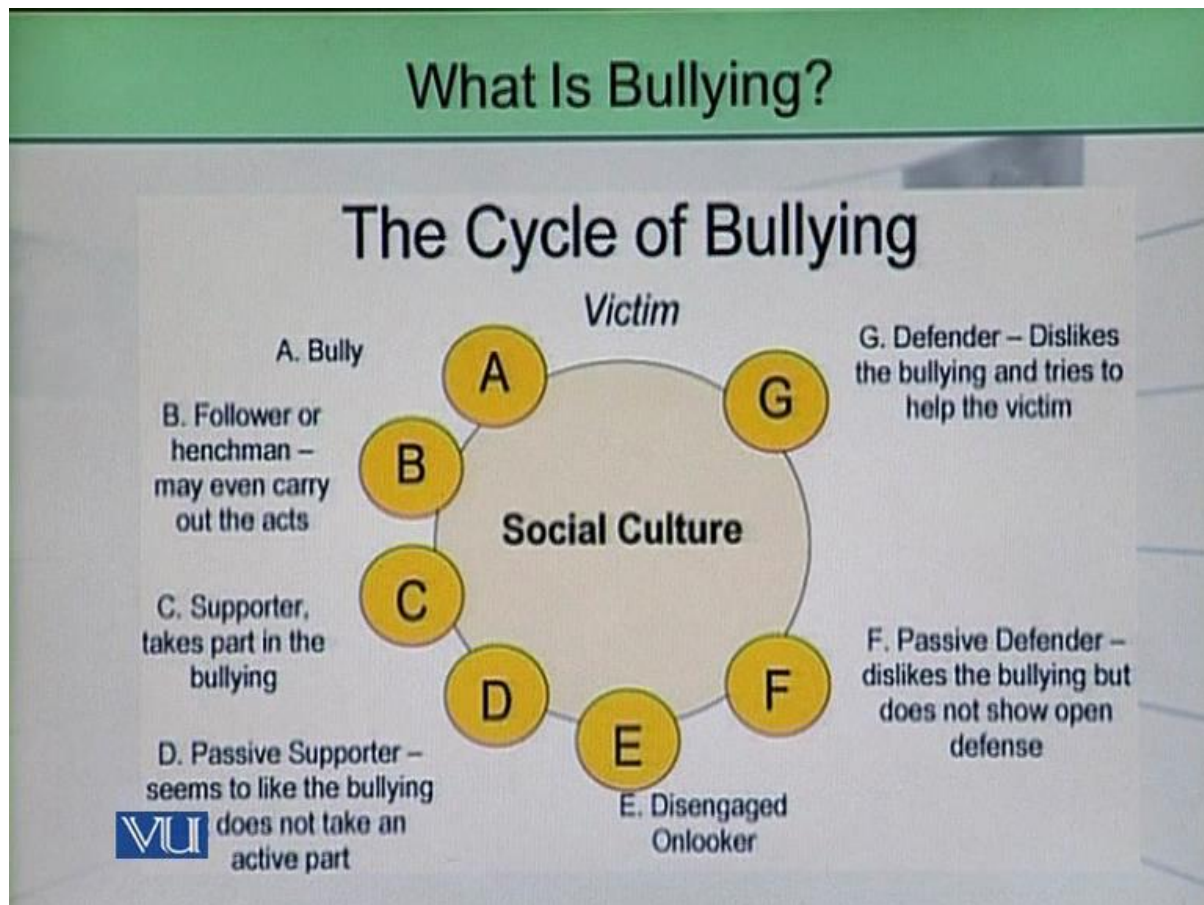 What Is Bullying?
The Cycle of Bullying
Victim
A. Bully
A
B. Follower or
henchman –
may even carry
out the acts
B
C. Supporter,
takes part in the
bullying
C
D. Passive Supporter –
seems to like the bullying
does not take an
active part
D
E
E. Disengaged
Onlooker
F
F. Passive Defender –
dislikes the bullying but
does not show open
defense
G
G. Defender – Dislikes
the bullying and tries to
help the victim
Social Culture
VU